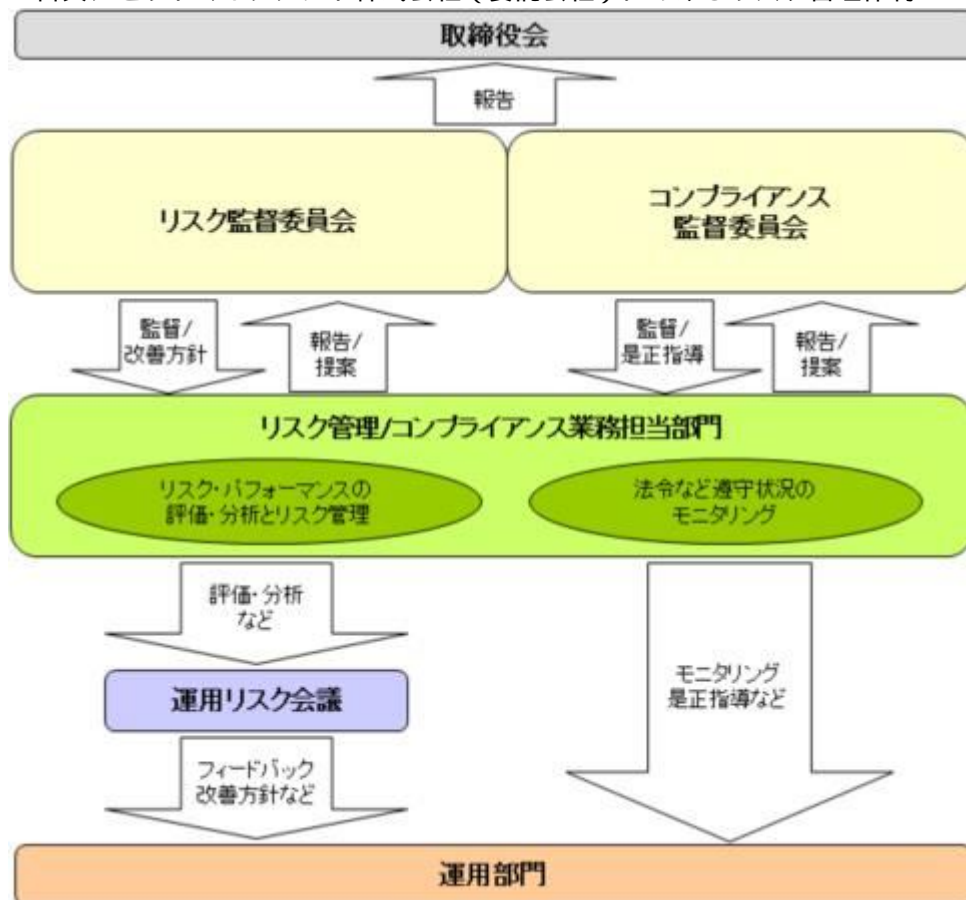 取締役会
報告
リスク監督委員会
コンプライアンス
監督委員会
監督/
改善方針
報告/
提案
監督/
是正指導
報告/
提案
リスク管理/コンプライアンス業務担当部門
リスク・パフォーマンスの
評価・分析とリスク管理
法令など遵守状況の
モニタリング
評価・分析
など
運用リスク会議
モニタリング
是正指導など
フィードバック
改善方針など
運用部門